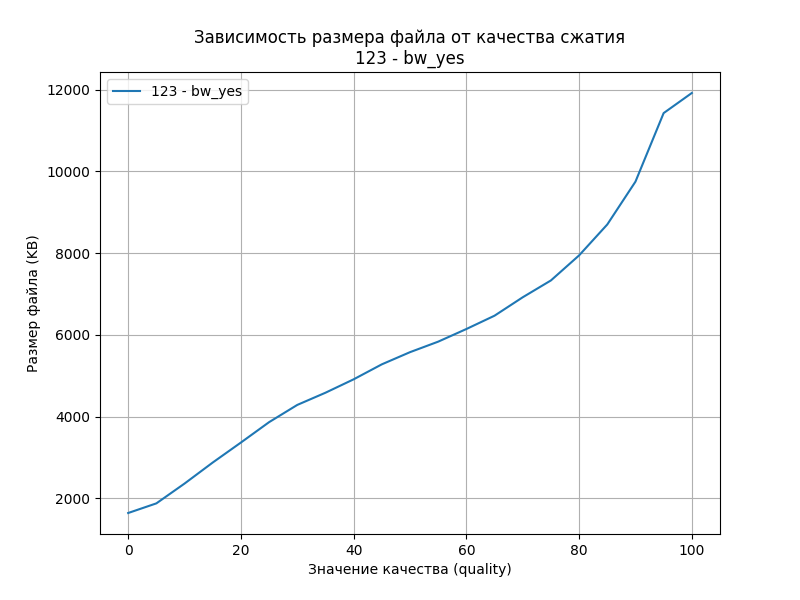 Зависимость размера файла от качества сжатия
123 - bw_yes
123 - bw_yes
12000
10000
8000
6000
4000
2000
Размер файла (KB)
0 20 40 60 80 100
Значение качества (quality)